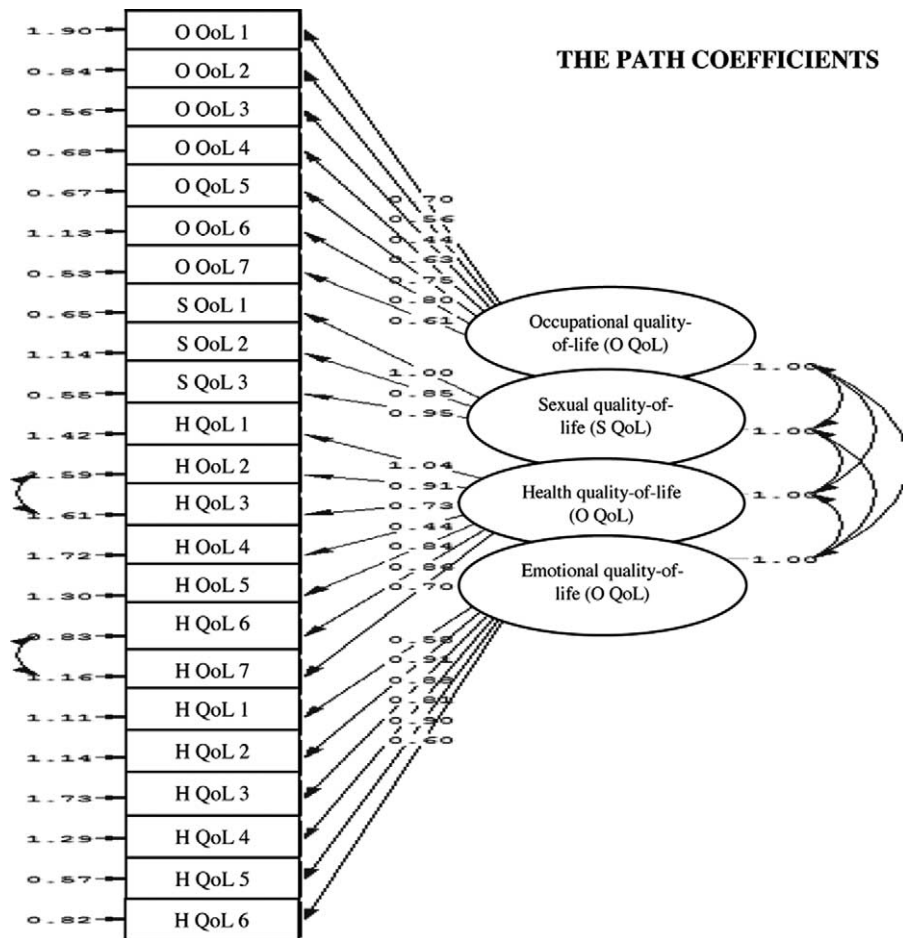 THE PATH COEFFICIENTS
1.90 O OoL 1
0.84 O OoL 2
0.56 O OoL 3
0.68 O OoL 4
0.67 O QoL 5
1.13 O OoL 6
0.53 O OoL 7
0.65 S QoL 1
1.14 S OoL 2
0.55 S QoL 3
1.42 H QoL 1
1.59 H OoL 2
1.61 H QoL 3
1.72 H OoL 4
1.30 H OoL 5
0.83 H QoL 6
1.16 H OoL 7
1.11 H QoL 1
1.14 H QoL 2
1.73 H QoL 3
1.29 H QoL 4
0.57 H QoL 5
0.82 H QoL 6
0.70
0.56
0.44
0.63
0.75
0.80
0.61
1.00
0.85
0.95
1.04
0.91
0.73
0.44
0.84
0.70
0.58
0.91
0.81
0.90
0.60
Occupational quality-
of-life (O QoL)
1.00
Sexual quality-of-
life (S QoL)
1.00
Health quality-of-life
(O QoL)
1.00
Emotional quality-of-
life (O QoL)
1.00